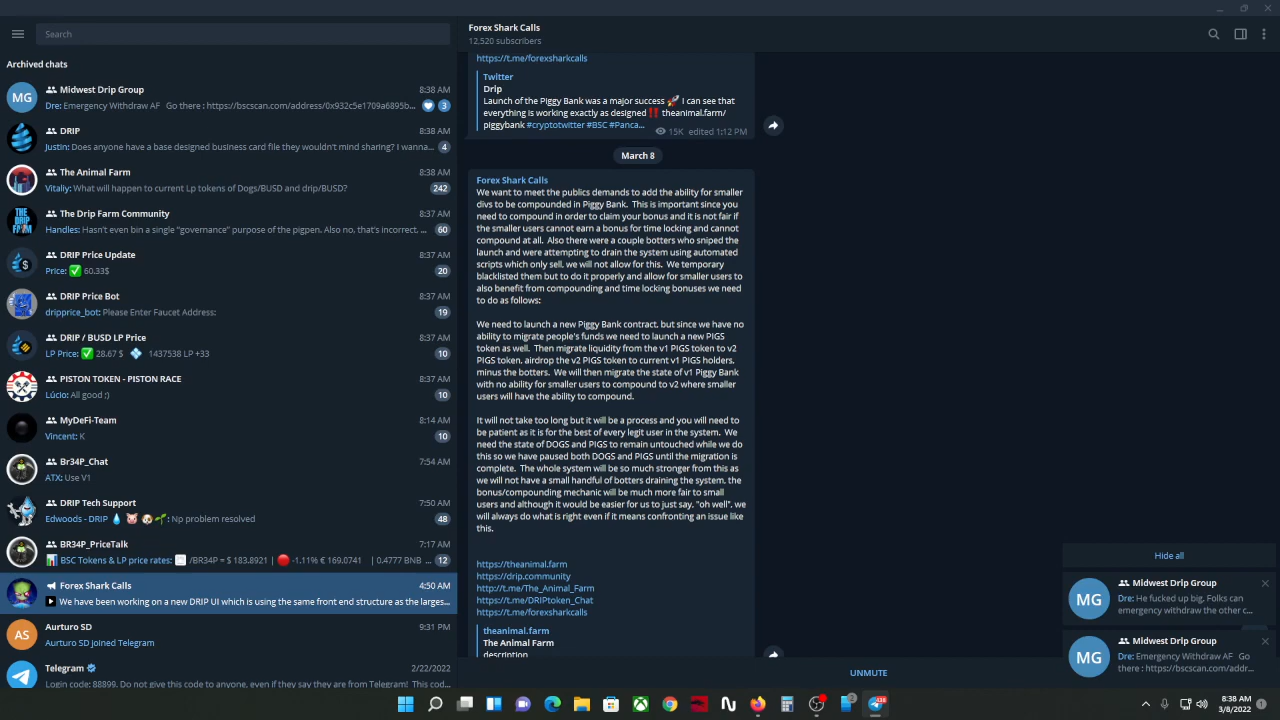 Search
Archived chats
MG
Midwest Drip Group
8:38 AM
Dre: Emergency Withdraw AF Go there : https://bscscan.com/address/0x932c5e1709a6895b...
3
DRIP
8:38 AM
Justin: Does anyone have a base designed business card file they wouldn't mind sharing? I wanna...
4
The Animal Farm
8:38 AM
Vitaliy: What will happen to current Lp tokens of Dogs/BUSD and drip/BUSD?
242
The Drip Farm Community
8:37 AM
Handles: Hasn't even bin a single "governance" purpose of the pigpen. Also no, that's incorrect, ...
60
DRIP Price Update
8:37 AM
Price: ✅ 60.33$
20
DRIP Price Bot
8:37 AM
dripprice_bot: Please Enter Faucet Address:
19
DRIP / BUSD LP Price
8:37 AM
LP Price: ✅ 28.67 $ 💠 1437538 LP +33
10
PISTON TOKEN - PISTON RACE
8:37 AM
Lúcio: All good ;)
10
MyDeFi-Team
8:14 AM
Vincent: K
10
Br34P_Chat
7:54 AM
ATX: Use V1
DRIP Tech Support
7:50 AM
Edwoods - DRIP 💧 🐷 🐶 🌱: Np problem resolved
48
BR34P_PriceTalk
7:17 AM
📊 BSC Tokens & LP price rates: /BR34P = $ 183.8921 | 🔴 -1.11% € 169.0741 | 0.4777 BNB ...
12
Forex Shark Calls
4:50 AM
We have been working on a new DRIP UI which is using the same front end structure as the larges...
AS
Aurturo SD
9:31 PM
Aurturo SD joined Telegram
Telegram
2/22/2022
Login code: 88899. Do not give this code to anyone, even if they say they are from Telegram! This cod...
Forex Shark Calls
12,520 subscribers
https://t.me/forexsharkcalls
Twitter
Drip
Launch of the Piggy Bank was a major success 🚀 I can see that
everything is working exactly as designed ‼️ theanimal.farm/
piggybank #cryptotwitter #BSC #Panca...
15K edited 1:12 PM
March 8
Forex Shark Calls
We want to meet the publics demands to add the ability for smaller
divs to be compounded in Piggy Bank. This is important since you
need to compound in order to claim your bonus and it is not fair if
the smaller users cannot earn a bonus for time locking and cannot
compound at all. Also there were a couple botters who sniped the
launch and were attempting to drain the system using automated
scripts which only sell, we will not allow for this. We temporary
blacklisted them but to do it properly and allow for smaller users to
also benefit from compounding and time locking bonuses we need
to do as follows:
We need to launch a new Piggy Bank contract, but since we have no
ability to migrate people's funds we need to launch a new PIGS
token as well. Then migrate liquidity from the v1 PIGS token to v2
PIGS token, airdrop the v2 PIGS token to current v1 PIGS holders,
minus the botters. We will then migrate the state of v1 Piggy Bank
with no ability for smaller users to compound to v2 where smaller
users will have the ability to compound.
It will not take too long but it will be a process and you will need to
be patient as it is for the best of every legit user in the system. We
need the state of DOGS and PIGS to remain untouched while we do
this so we have paused both DOGS and PIGS until the migration is
complete. The whole system will be so much stronger from this as
we will not have a small handful of botters draining the system, the
bonus/compounding mechanic will be much more fair to small
users and although it would be easier for us to just say, "oh well", we
will always do what is right even if it means confronting an issue like
this.
https://theanimal.farm
https://drip.community
http://t.me/The_Animal_Farm
https://t.me/DRIPtoken_Chat
https://t.me/forexsharkcalls
theanimal.farm
The Animal Farm
description
UNMUTE
Hide all
MG
Midwest Drip Group
Dre: He fucked up big, Folks can
emergency withdraw the other c...
MG
Midwest Drip Group
Dre: Emergency Withdraw AF Go
there : https://bscscan.com/addr...
8:38 AM
3/8/2022